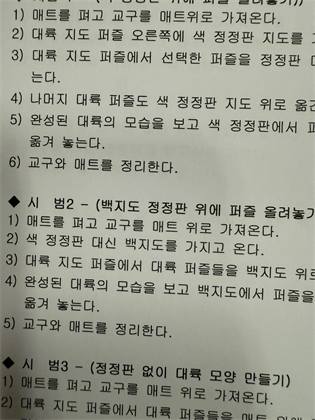 1) 매트를 펴고 교구를 매트위로 가져온다.
2) 대륙 지도 퍼즐 오른쪽에 색 정정판 지도를
3) 대륙 지도 퍼즐에서 선택한 퍼즐을 정정판
는다.
4) 나머지 대륙 퍼즐도 색 정정판 지도 위로 옮긴
5) 완성된 대륙의 모습을 보고 색 정정판에서
옮겨 놓는다.
6) 교구와 매트를 정리한다.
◆ 시 범2 - (백지도 정정판 위에 퍼즐 올려놓기
1) 매트를 펴고 교구를 매트 위로 가져온다.
2) 색 정정판 대신 백지도를 가지고 온다.
3) 대륙 지도 퍼즐에서 대륙 퍼즐들을 백지도 위로
4) 완성된 대륙의 모습을 보고 백지도에서 퍼즐을
옮겨 놓는다.
5) 교구와 매트를 정리한다.
◆ 시 범3 - (정정판 없이 대륙 모양 만들기)
1) 매트를 펴고 교구를 매트 위로 가져온다.
2) 대륙 지도 퍼즐에서 대륙 퍼즐들을 매트 위에